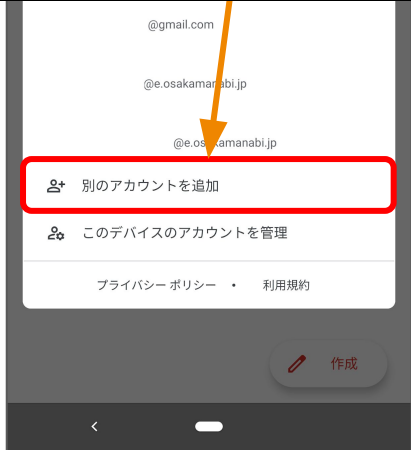 @gmail.com
@e.osakamanabi.jp
@e.osakamanabi.jp
別のアカウントを追加
このデバイスのアカウントを管理
プライバシー ポリシー ・ 利用規約
作成